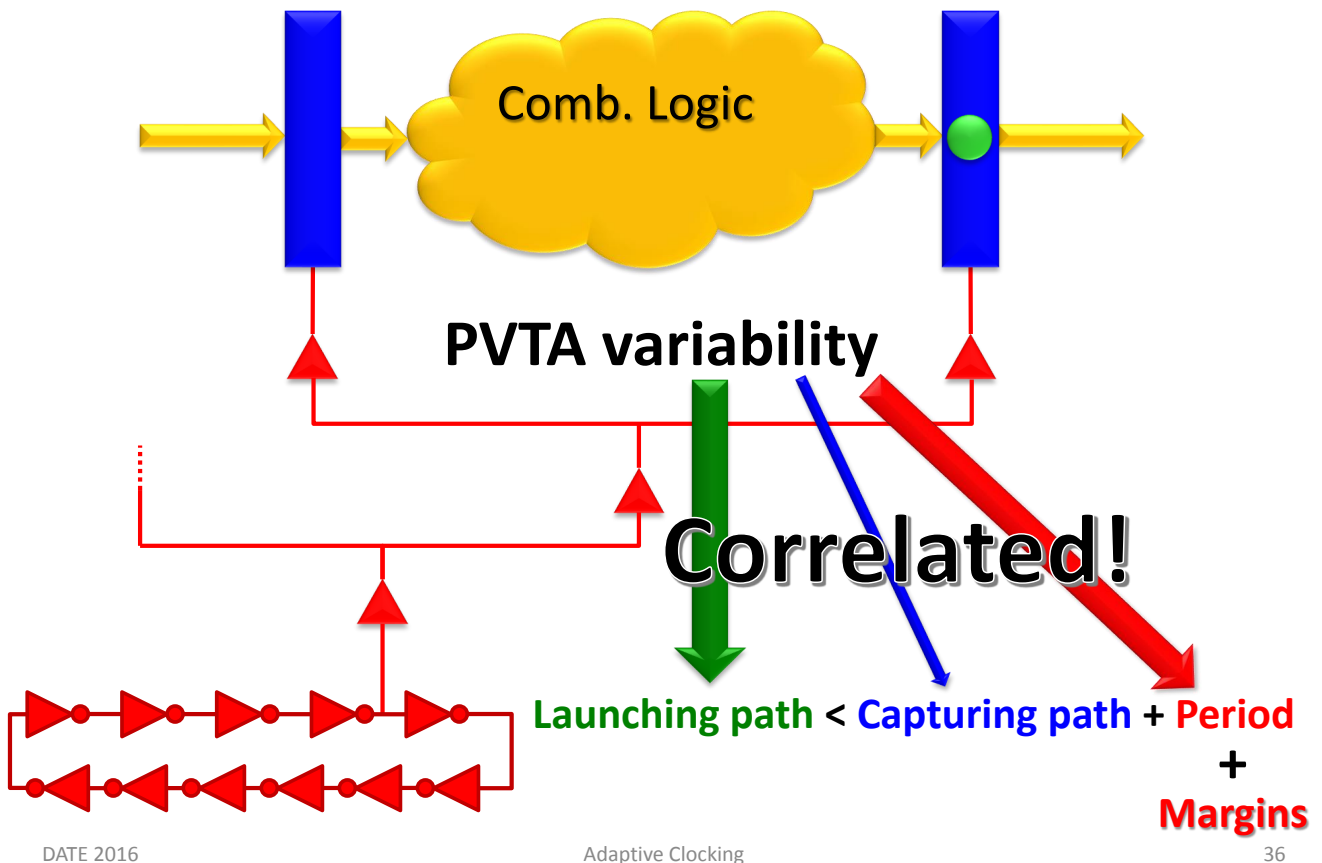 Comb. Logic
PVTA variability
Correlated!
Launching path < Capturing path + Period
+
Margins
DATE 2016
Adaptive Clocking
36